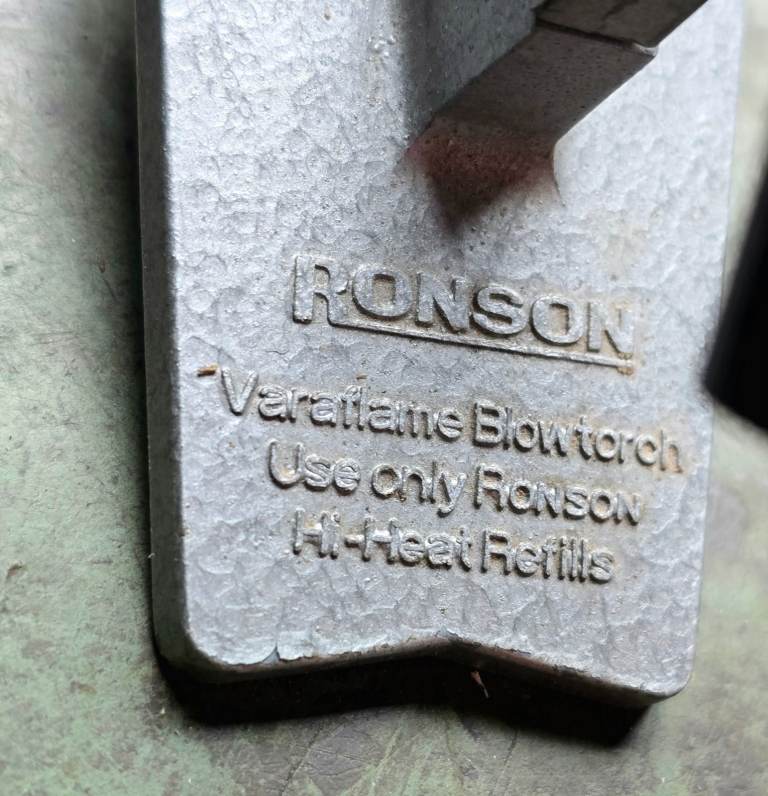 RONSON
Varaflame Blowtorch
Use only RONSON
Hi-Heat Refills